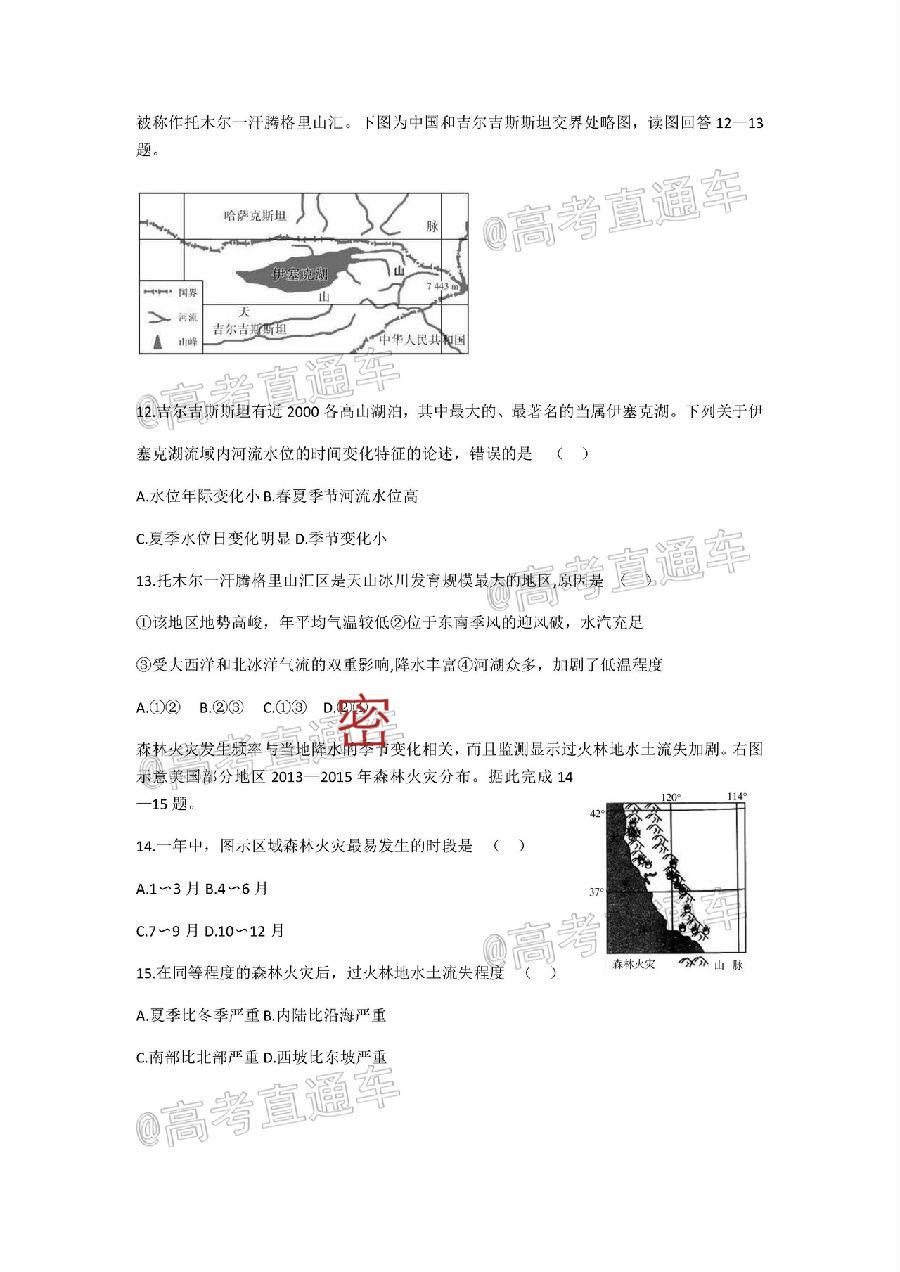 被称作托木尔一汗腾格里山汇。下图为中国和吉尔吉斯斯坦交界处略图，读图回答 12—13
题。
@高考直通车
哈萨克斯坦
脉
伊塞克湖
山
山
7 443 m
天
吉尔吉斯斯坦
中华人民共和国
国界
河流
山峰
@高考直通车
12.吉尔吉斯斯坦有近 2000 各高山湖泊，其中最大的、最著名的当属伊塞克湖。下列关于伊
塞克湖流域内河流水位的时间变化特征的论述，错误的是 （ ）
A.水位年际变化小 B.春夏季节河流水位高
C.夏季水位日变化明显 D.季节变化小
@高考直通车
13.托木尔一汗腾格里山汇区是天山冰川发育规模最大的地区,原因是 （ ）
①该地区地势高峻，年平均气温较低②位于东南季风的迎风破，水汽充足
③受大西洋和北冰洋气流的双重影响,降水丰富④河湖众多，加剧了低温程度
A.①② B.②③ C.①③ D.②④
密
@高考直通车
森林火灾发生频率与当地降水的季节变化相关，而且监测显示过火林地水土流失加剧。右图
示意美国部分地区 2013—2015 年森林火灾分布。据此完成 14
—15 题。
120° 114°
42°
37°
森林火灾 山 脉
14.一年中，图示区域森林火灾最易发生的时段是 （ ）
A.1～3 月 B.4～6 月
C.7～9 月 D.10～12 月
@高考直通车
15.在同等程度的森林火灾后，过火林地水土流失程度 （ ）
A.夏季比冬季严重 B.内陆比沿海严重
C.南部比北部严重 D.西坡比东坡严重
@高考直通车